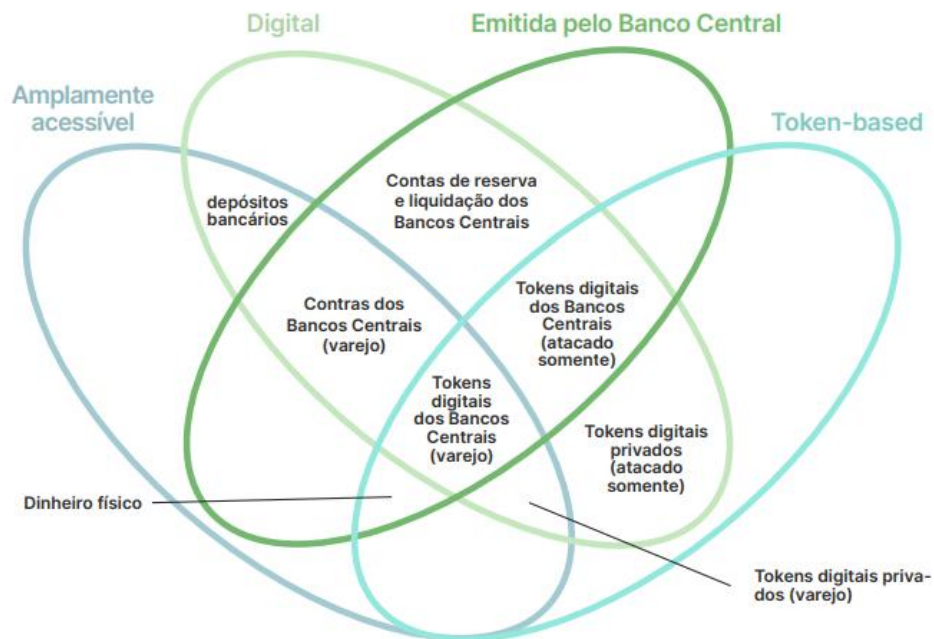 Digital
Emitida pelo Banco Central
Amplamente
acessível
Token-based
depósitos
bancários
Contas de reserva
e liquidação dos
Bancos Centrais
Contras dos
Bancos Centrais
(varejo)
Tokens digitais
dos Bancos
Centrais
(atacado
somente)
Tokens
digitais
dos Bancos
Centrais
(varejo)
Tokens digitais
privados
(atacado
somente)
Dinheiro físico
Tokens digitais priva-
dos (varejo)